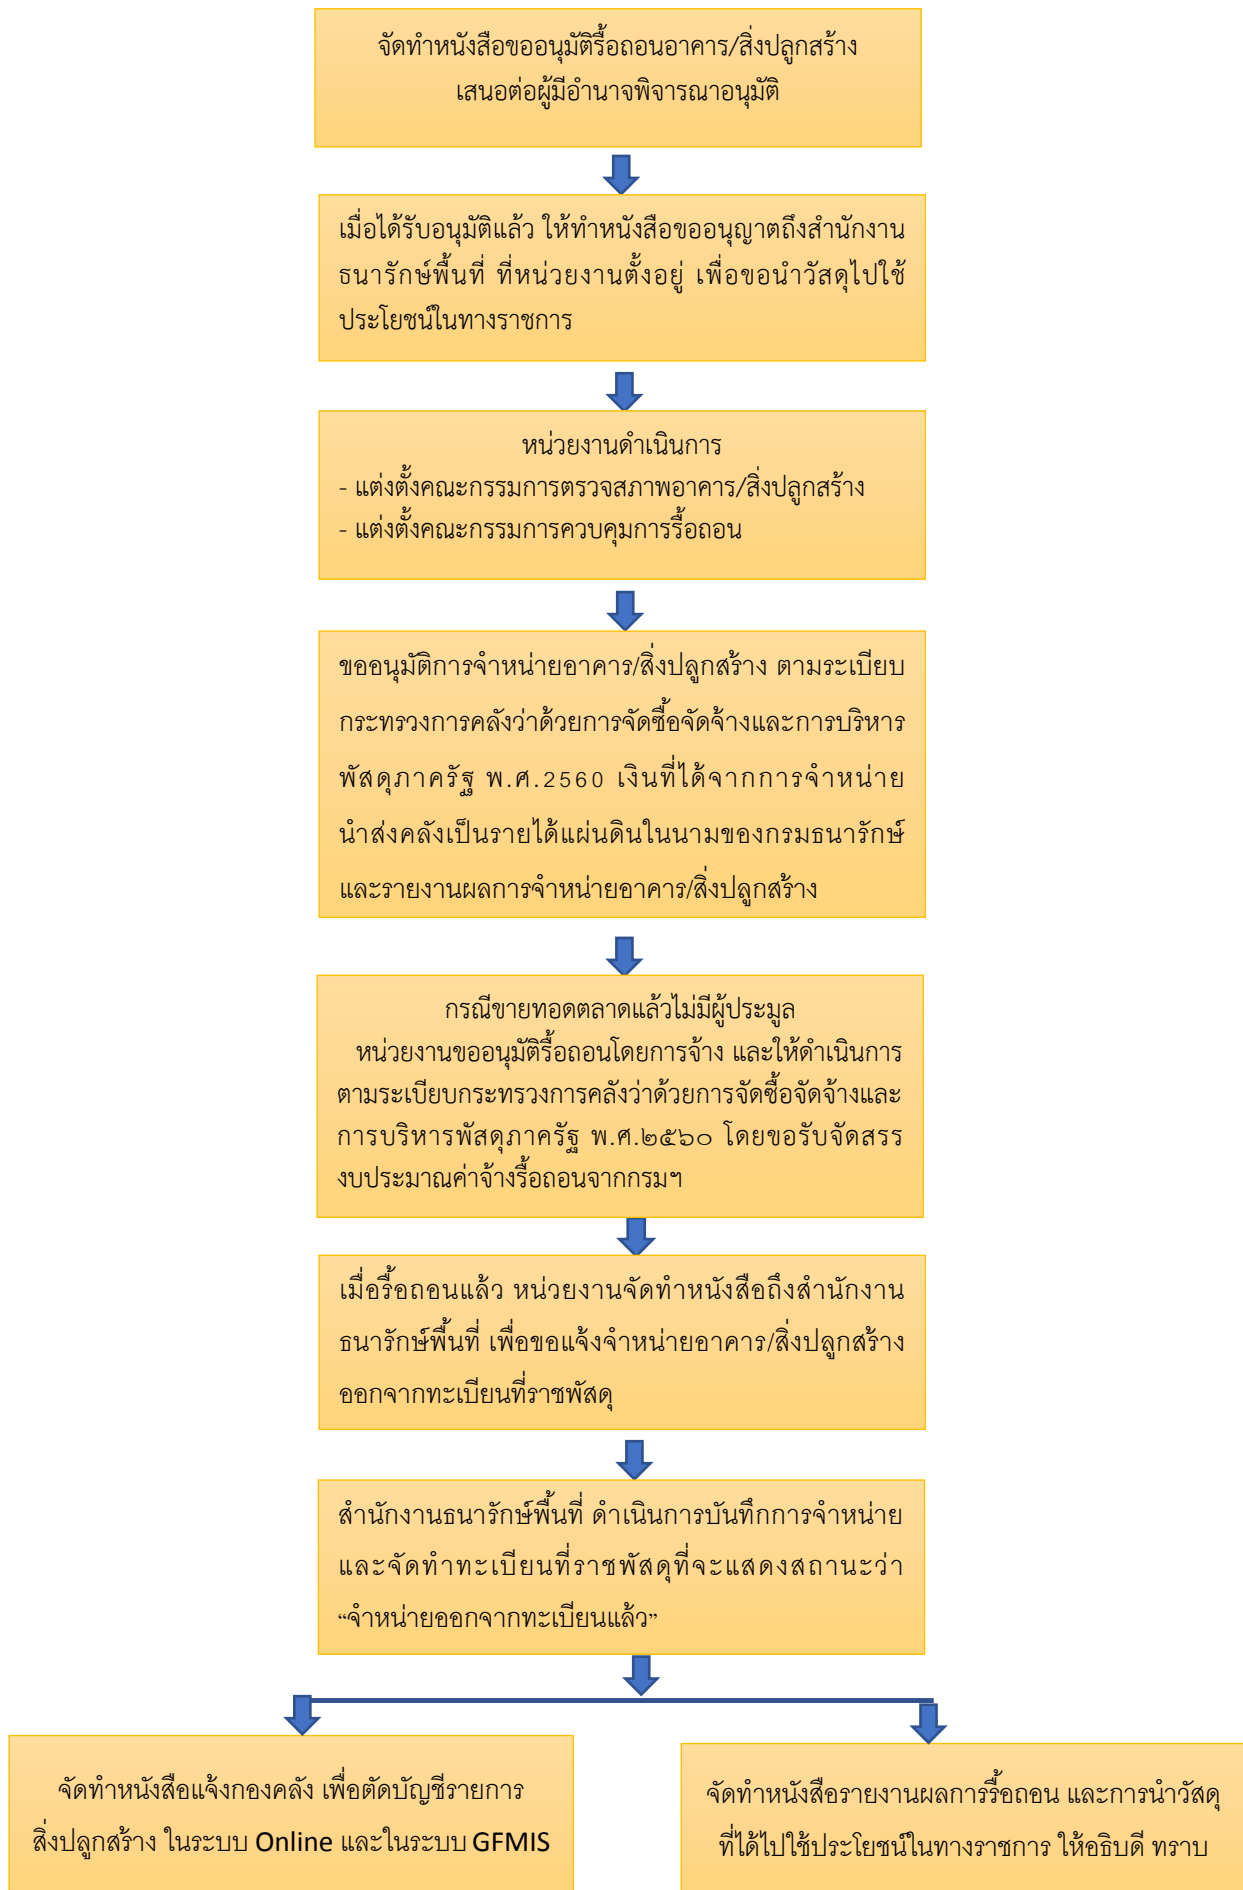 จัดทำหนังสือขออนุมัติรื้อถอนอาคาร/สิ่งปลูกสร้าง
เสนอต่อผู้มีอำนาจพิจารณาอนุมัติ
เมื่อได้รับอนุมัติแล้ว ให้ทำหนังสือขออนุญาตถึงสำนักงาน
ธนารักษ์พื้นที่ ที่หน่วยงานตั้งอยู่ เพื่อขอนำวัสดุไปใช้
ประโยชน์ในทางราชการ
หน่วยงานดำเนินการ
- แต่งตั้งคณะกรรมการตรวจสภาพอาคาร/สิ่งปลูกสร้าง
- แต่งตั้งคณะกรรมการควบคุมการรื้อถอน
ขออนุมัติการจำหน่ายอาคาร/สิ่งปลูกสร้าง ตามระเบียบ
กระทรวงการคลังว่าด้วยการจัดซื้อจัดจ้างและการบริหาร
พัสดุภาครัฐ พ.ศ.2560 เงินที่ได้จากการจำหน่าย
นำส่งคลังเป็นรายได้แผ่นดินในนามของกรมธนารักษ์
และรายงานผลการจำหน่ายอาคาร/สิ่งปลูกสร้าง
กรณีขายทอดตลาดแล้วไม่มีผู้ประมูล
หน่วยงานขออนุมัติรื้อถอนโดยการจ้าง และให้ดำเนินการ
ตามระเบียบกระทรวงการคลังว่าด้วยการจัดซื้อจัดจ้างและ
การบริหารพัสดุภาครัฐ พ.ศ.๒๕๖๐ โดยขอรับจัดสรร
งบประมาณค่าจ้างรื้อถอนจากกรมฯ
เมื่อรื้อถอนแล้ว หน่วยงานจัดทำหนังสือถึงสำนักงาน
ธนารักษ์พื้นที่ เพื่อขอแจ้งจำหน่ายอาคาร/สิ่งปลูกสร้าง
ออกจากทะเบียนที่ราชพัสดุ
สำนักงานธนารักษ์พื้นที่ ดำเนินการบันทึกการจำหน่าย
และจัดทำทะเบียนที่ราชพัสดุที่จะแสดงสถานะว่า
“จำหน่ายออกจากทะเบียนแล้ว”
จัดทำหนังสือแจ้งกองคลัง เพื่อตัดบัญชีรายการ
สิ่งปลูกสร้าง ในระบบ Online และในระบบ GFMIS
จัดทำหนังสือรายงานผลการรื้อถอน และการนำวัสดุ
ที่ได้ไปใช้ประโยชน์ในทางราชการ ให้อธิบดี ทราบ